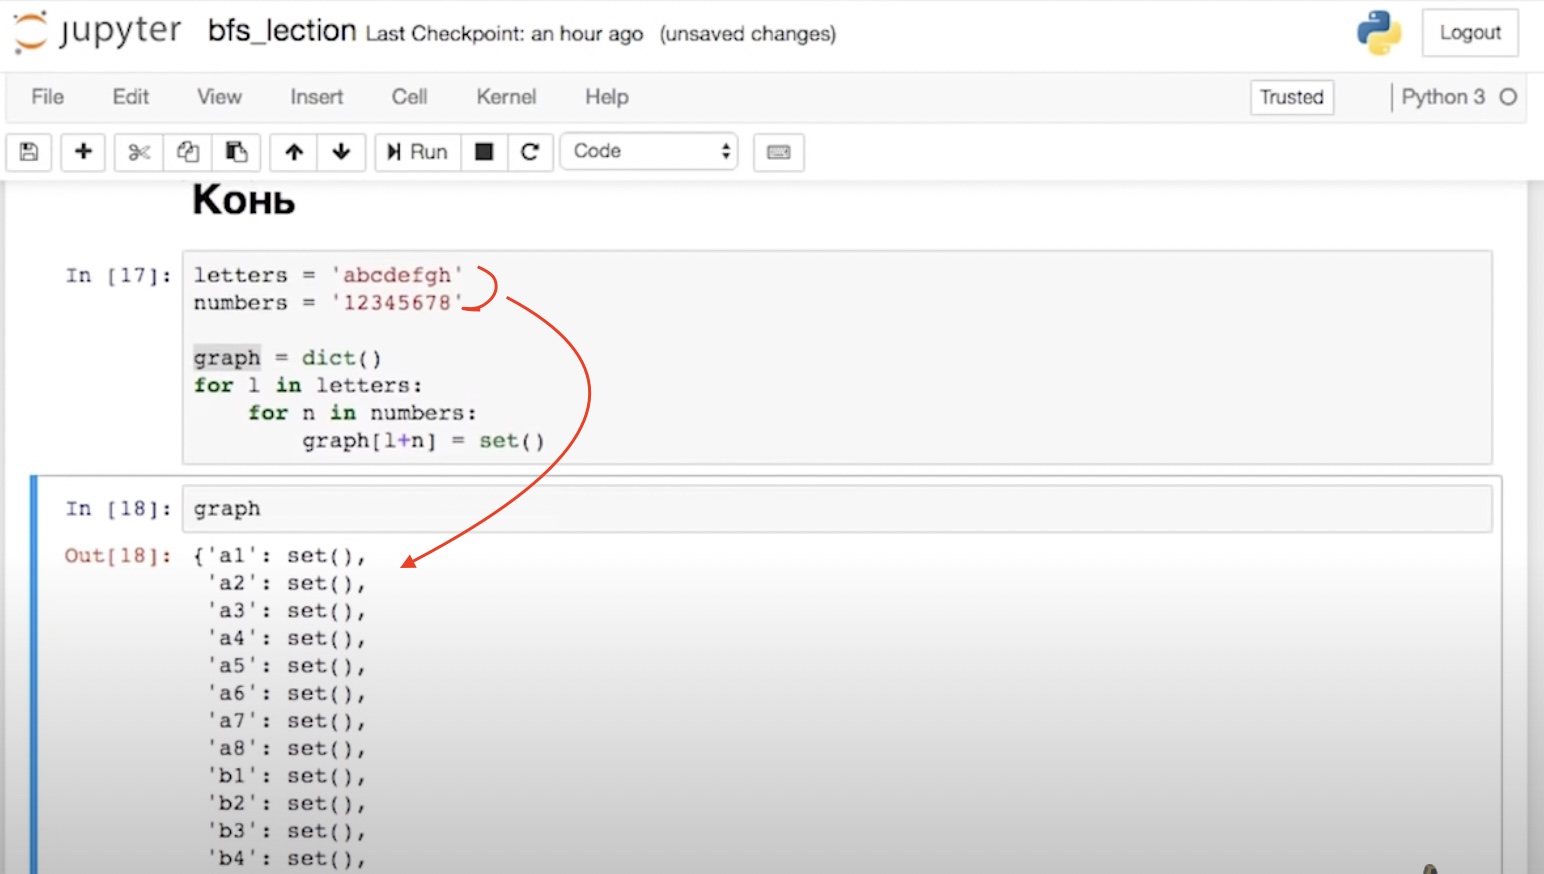 jupyter bfs_lection Last Checkpoint: an hour ago (unsaved changes) Logout
File Edit View Insert Cell Kernel Help Trusted Python 3
Run Code
Конь
In [17]: letters = 'abcdefgh'
numbers = '12345678'
graph = dict()
for l in letters:
for n in numbers:
graph[l+n] = set()
In [18]: graph
Out[18]: {'a1': set(),
'a2': set(),
'a3': set(),
'a4': set(),
'a5': set(),
'a6': set(),
'a7': set(),
'a8': set(),
'b1': set(),
'b2': set(),
'b3': set(),
'b4': set(),